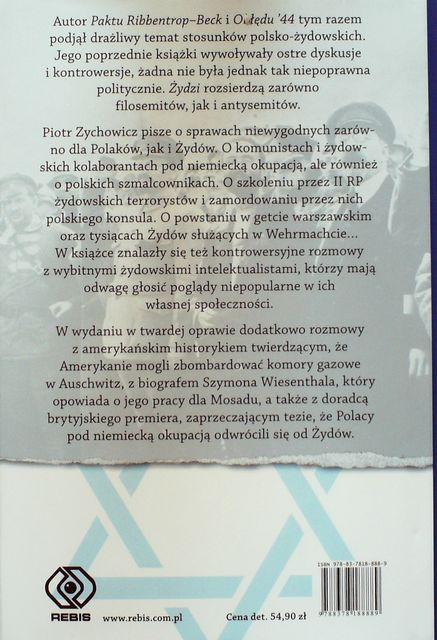 Autor Paktu Ribbentrop–Beck i Obłędu '44 tym razem
podjął drażliwy temat stosunków polsko-żydowskich.
Jego poprzednie książki wywoływały ostre dyskusje
i kontrowersje, żadna nie była jednak tak niepoprawna
politycznie. Żydzi rozsierdzą zarówno
filosemitów, jak i antysemitów.
Piotr Zychowicz pisze o sprawach niewygodnych zarów-
no dla Polaków, jak i Żydów. O komunistach i żydow-
skich kolaborantach pod niemiecką okupacją, ale również
o polskich szmalcownikach. O szkoleniu przez II RP
żydowskich terrorystów i zamordowaniu przez nich
polskiego konsula. O powstaniu w getcie warszawskim
oraz tysiącach Żydów służących w Wehrmachcie...
W książce znalazły się też kontrowersyjne rozmowy
z wybitnymi żydowskimi intelektualistami, którzy mają
odwagę głosić poglądy niepopularne w ich
własnej społeczności.
W wydaniu w twardej oprawie dodatkowo rozmowy
z amerykańskim historykiem twierdzącym, że
Amerykanie mogli zbombardować komory gazowe
w Auschwitz, z biografem Szymona Wiesenthala, który
opowiada o jego pracy dla Mosadu, a także z doradcą
brytyjskiego premiera, zaprzeczającym tezie, że Polacy
pod niemiecką okupacją odwrócili się od Żydów.
ISBN 978-83-7818-888-9
9788378188889
REBIS
www.rebis.com.pl
Cena det. 54,90 zł